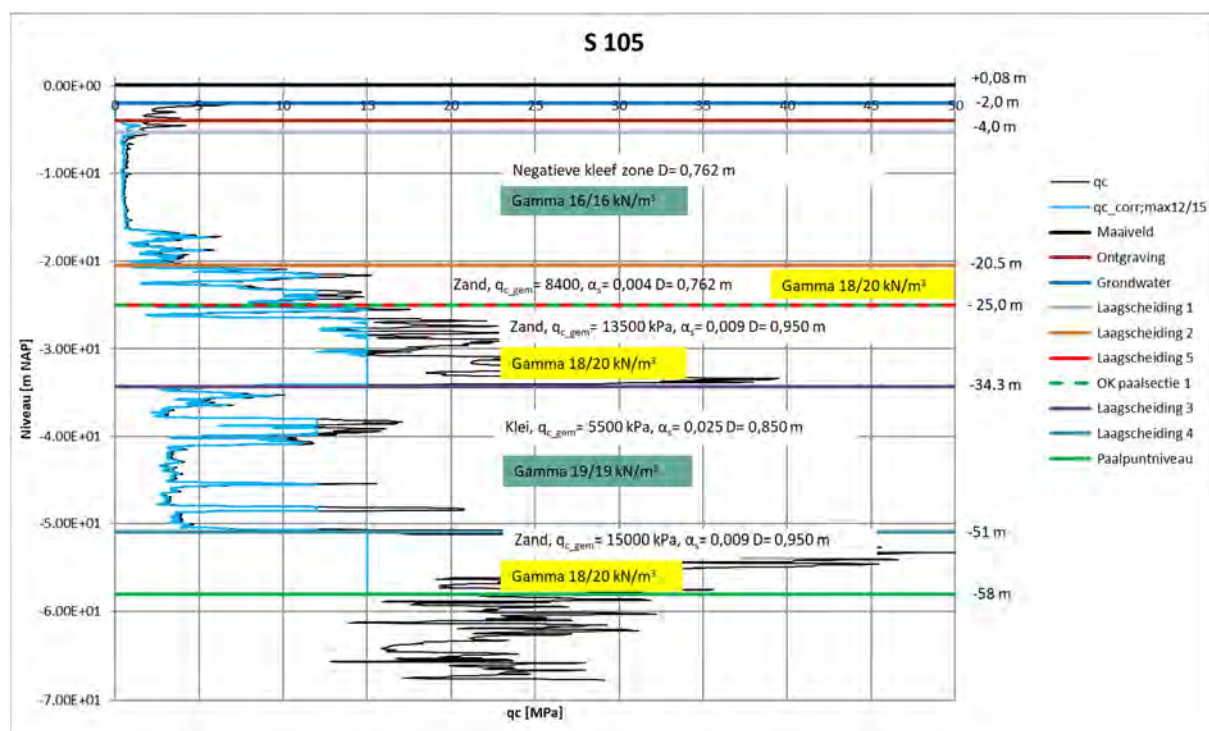 S 105
0.00E+00
-1.00E+01
-2.00E+01
-3.00E+01
-4.00E+01
-5.00E+01
-6.00E+01
-7.00E+01
Niveau [m NAP]
0 5 10 15 20 25 30 35 40 45 50
+0,08 m
-2,0 m
-4,0 m
Negatieve kleef zone D= 0,762 m
Gamma 16/16 kN/m³
-20.5 m
Zand, qc_gem= 8400, αs= 0,004 D= 0,762 m
Gamma 18/20 kN/m³
- 25,0 m
Zand, qc_gem= 13500 kPa, αs= 0,009 D= 0,950 m
Gamma 18/20 kN/m³
-34.3 m
Klei, qc_gem= 5500 kPa, αs= 0,025 D= 0,850 m
Gamma 19/19 kN/m³
-51 m
Zand, qc_gem= 15000 kPa, αs= 0,009 D= 0,950 m
Gamma 18/20 kN/m³
-58 m
qc [MPa]
qc
qc_corr;max12/15
Maaiveld
Ontgraving
Grondwater
Laagscheiding 1
Laagscheiding 2
Laagscheiding 5
OK paalsectie 1
Laagscheiding 3
Laagscheiding 4
Paalpuntniveau